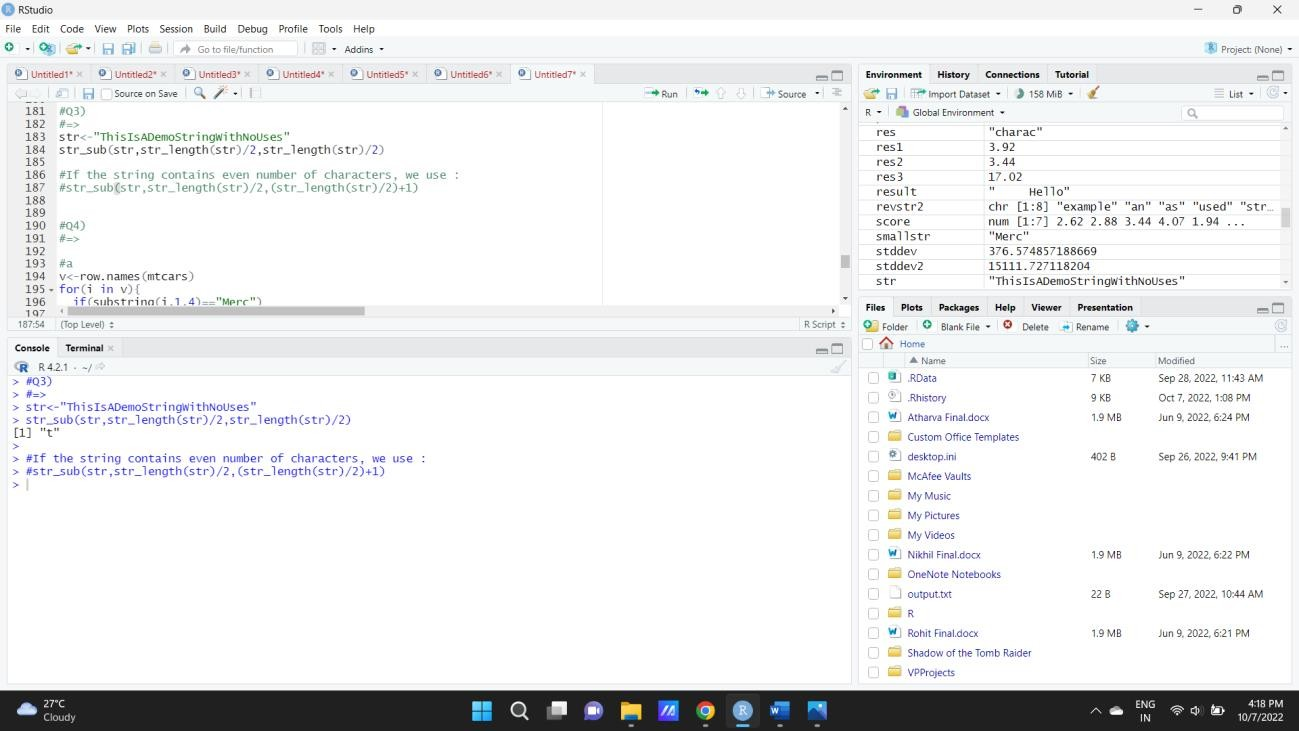 RStudio
File Edit Code View Plots Session Build Debug Profile Tools Help
Go to file/function Addins Project: (None)
Untitled1* Untitled2* Untitled3* Untitled4* Untitled5* Untitled6* Untitled7*
Source on Save Run Source
181 #Q3)
182 #=>
183 str<-"ThisIsADemoStringWithNoUses"
184 str_sub(str,str_length(str)/2,str_length(str)/2)
185
186 #If the string contains even number of characters, we use :
187 #str_sub(str,str_length(str)/2,(str_length(str)/2)+1)
188
189
190 #Q4)
191 #=>
192
193 #a
194 v<-row.names(mtcars)
195 for(i in v){
196 if(substring(i,1,4)=="Merc")
197
187:54 (Top Level) R Script
Console Terminal
R 4.2.1 · ~/
> #Q3)
> #=>
> str<-"ThisIsADemoStringWithNoUses"
> str_sub(str,str_length(str)/2,str_length(str)/2)
[1] "t"
>
> #If the string contains even number of characters, we use :
> #str_sub(str,str_length(str)/2,(str_length(str)/2)+1)
>
Environment History Connections Tutorial
Import Dataset 158 MiB List
R Global Environment
res "charac"
res1 3.92
res2 3.44
res3 17.02
result "     Hello"
revstr2 chr [1:8] "example" "an" "as" "used" "str…
score num [1:7] 2.62 2.88 3.44 4.07 1.94 ...
smallstr "Merc"
stddev 376.574857188669
stddev2 15111.727118204
str "ThisIsADemoStringWithNoUses"
Files Plots Packages Help Viewer Presentation
Folder Blank File Delete Rename
Home ...
Name Size Modified
.RData 7 KB Sep 28, 2022, 11:43 AM
.Rhistory 9 KB Oct 7, 2022, 1:08 PM
Atharva Final.docx 1.9 MB Jun 9, 2022, 6:24 PM
Custom Office Templates
desktop.ini 402 B Sep 26, 2022, 9:41 PM
McAfee Vaults
My Music
My Pictures
My Videos
Nikhil Final.docx 1.9 MB Jun 9, 2022, 6:22 PM
OneNote Notebooks
output.txt 22 B Sep 27, 2022, 10:44 AM
R
Rohit Final.docx 1.9 MB Jun 9, 2022, 6:21 PM
Shadow of the Tomb Raider
VPProjects
27°C
Cloudy
ENG
IN
4:18 PM
10/7/2022